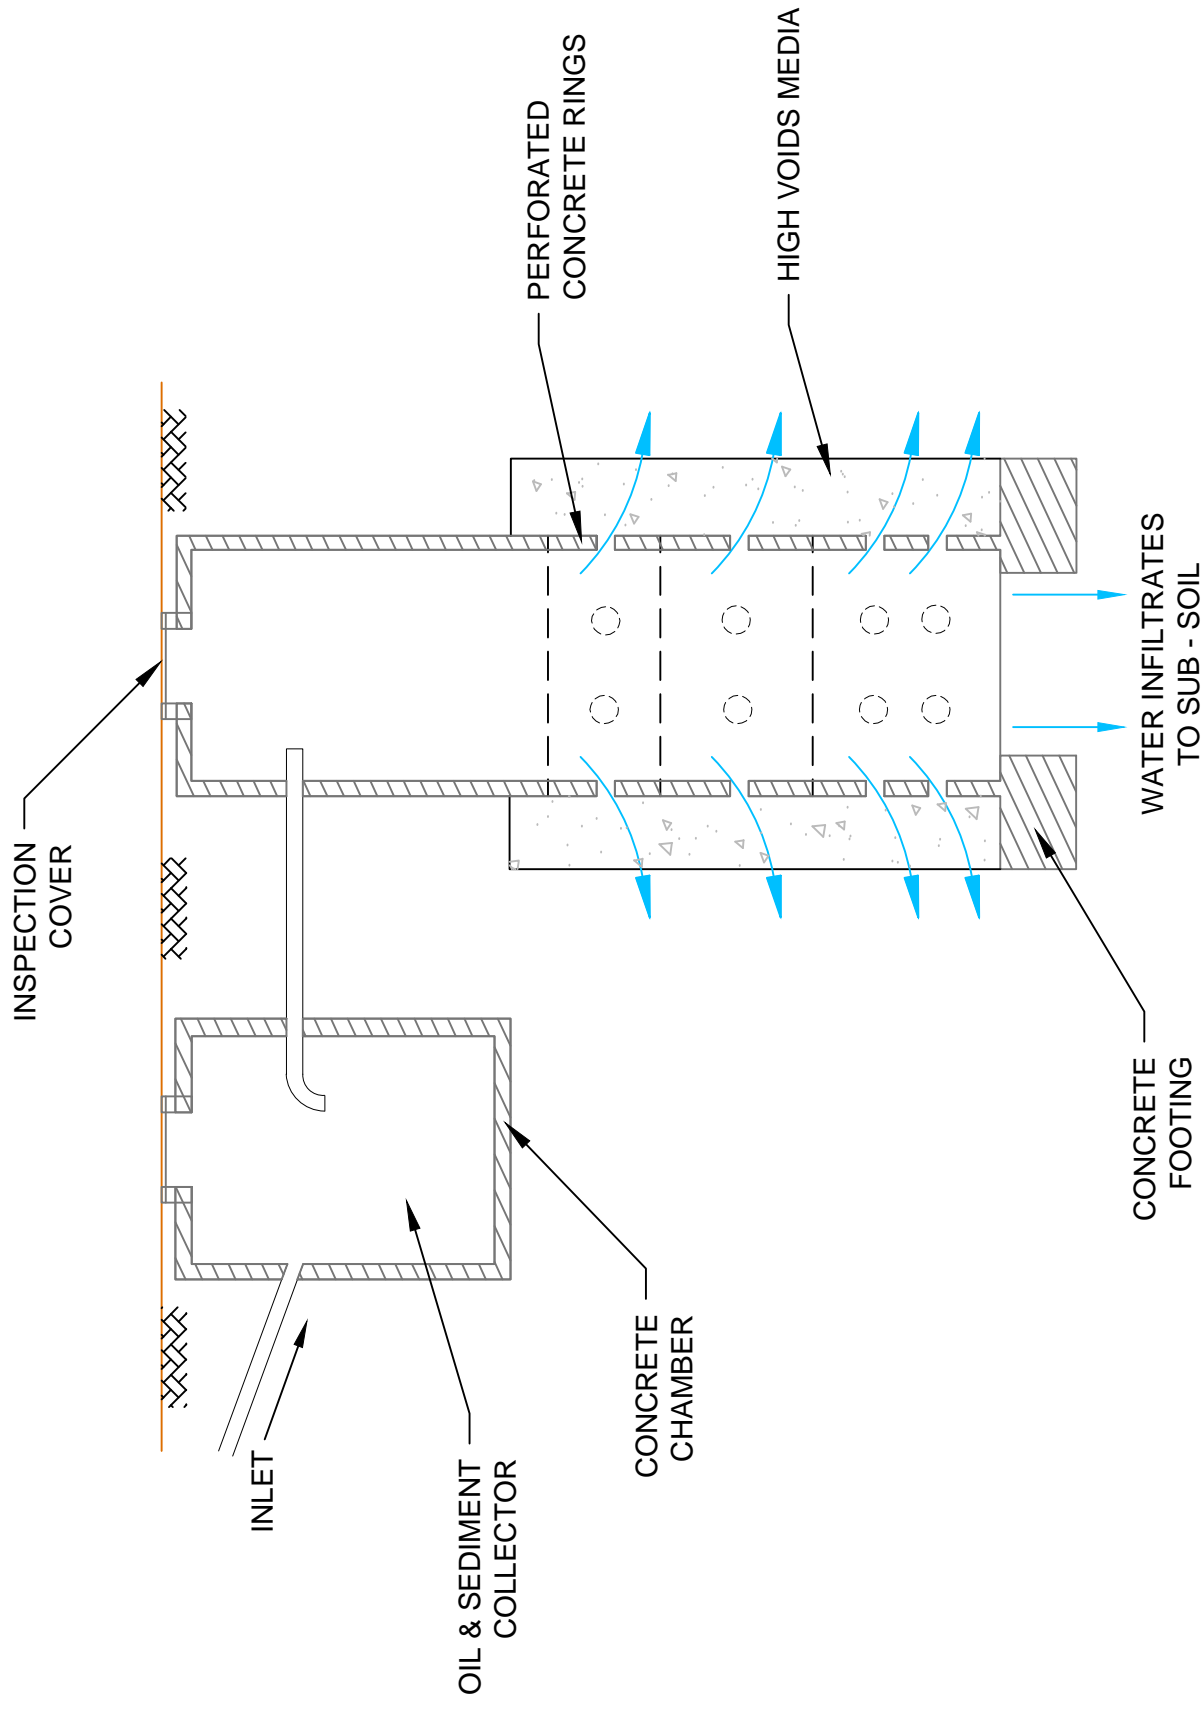 INSPECTION
COVER
INLET
OIL & SEDIMENT
COLLECTOR
CONCRETE
CHAMBER
PERFORATED
CONCRETE RINGS
HIGH VOIDS MEDIA
CONCRETE
FOOTING
WATER INFILTRATES
TO SUB - SOIL